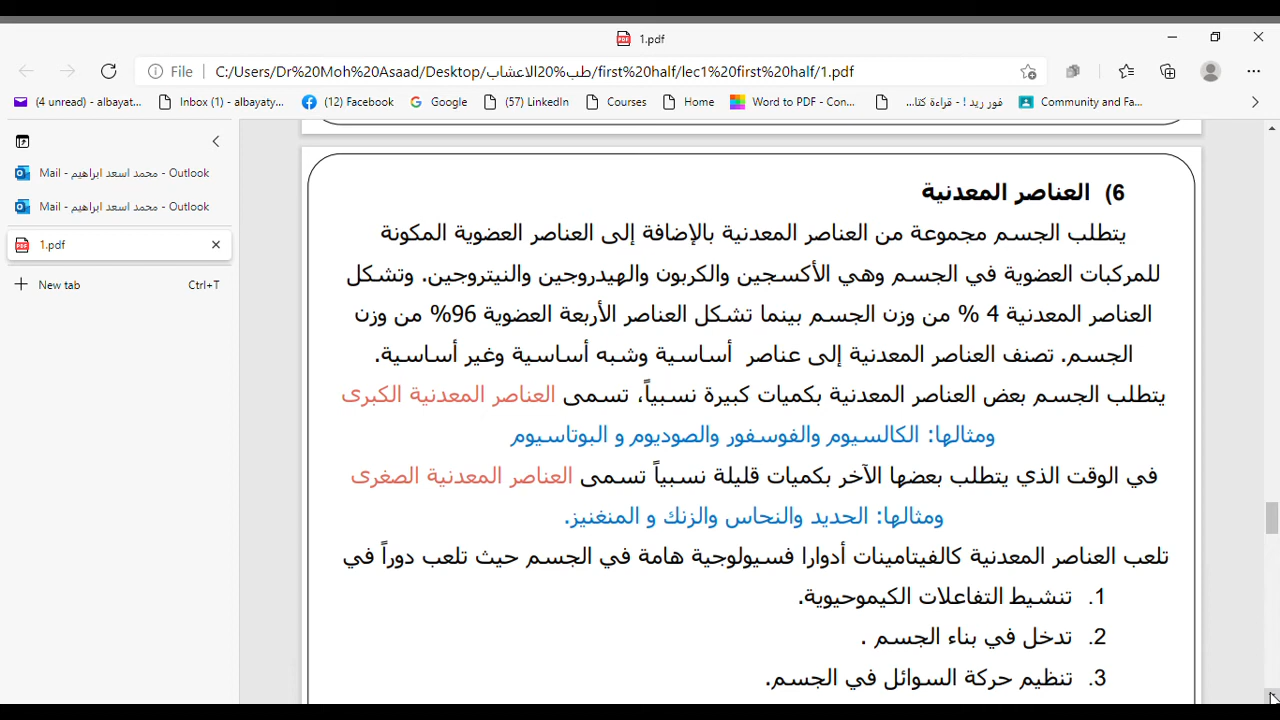 1.pdf
File
C:/Users/Dr%20Moh%20Asaad/Desktop/طب%20الاعشاب/first%20half/lec1%20first%20half/1.pdf
(4 unread) - albayat...
Inbox (1) - albayaty...
(12) Facebook
Google
(57) LinkedIn
Courses
Home
Word to PDF - Con...
فور ريد ! - قراءة كتا...
Community and Fa...
Mail - محمد اسعد ابراهيم - Outlook
Mail - محمد اسعد ابراهيم - Outlook
1.pdf
New tab Ctrl+T
6) العناصر المعدنية
يتطلب الجسم مجموعة من العناصر المعدنية بالإضافة إلى العناصر العضوية المكونة
للمركبات العضوية في الجسم وهي الأكسجين والكربون والهيدروجين والنيتروجين. وتشكل
العناصر المعدنية 4 % من وزن الجسم بينما تشكل العناصر الأربعة العضوية 96% من وزن
الجسم. تصنف العناصر المعدنية إلى عناصر أساسية وشبه أساسية وغير أساسية.
يتطلب الجسم بعض العناصر المعدنية بكميات كبيرة نسبياً، تسمى العناصر المعدنية الكبرى
ومثالها: الكالسيوم والفوسفور والصوديوم و البوتاسيوم
في الوقت الذي يتطلب بعضها الآخر بكميات قليلة نسبياً تسمى العناصر المعدنية الصغرى
ومثالها: الحديد والنحاس والزنك و المنغنيز.
تلعب العناصر المعدنية كالفيتامينات أدوارا فسيولوجية هامة في الجسم حيث تلعب دوراً في
1. تنشيط التفاعلات الكيموحيوية.
2. تدخل في بناء الجسم .
3. تنظيم حركة السوائل في الجسم.